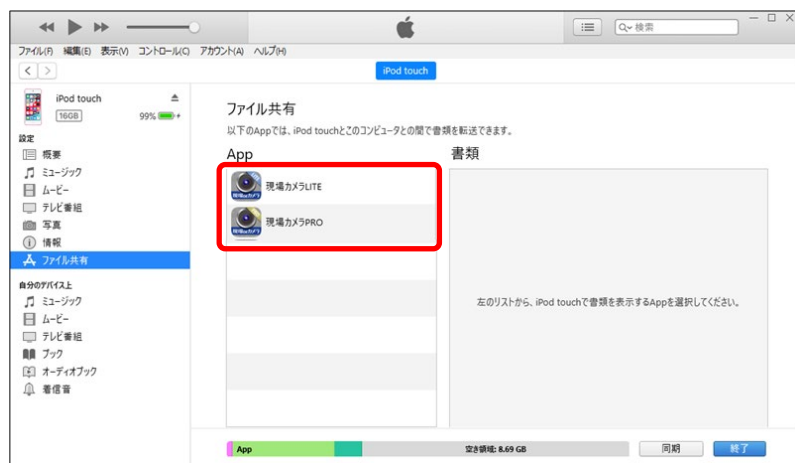 検索
ファイル(F) 編集(E) 表示(V) コントロール(C) アカウント(A) ヘルプ(H)
iPod touch
iPod touch
16GB 99%
設定
概要
ミュージック
ムービー
テレビ番組
写真
情報
ファイル共有
自分のデバイス上
ミュージック
ムービー
テレビ番組
ブック
オーディオブック
着信音
ファイル共有
以下のAppでは、iPod touchとこのコンピュータとの間で書類を転送できます。
App
現場カメラLITE
現場カメラPRO
書類
左のリストから、iPod touchで書類を表示するAppを選択してください。
App 空き領域: 8.69 GB 同期 終了